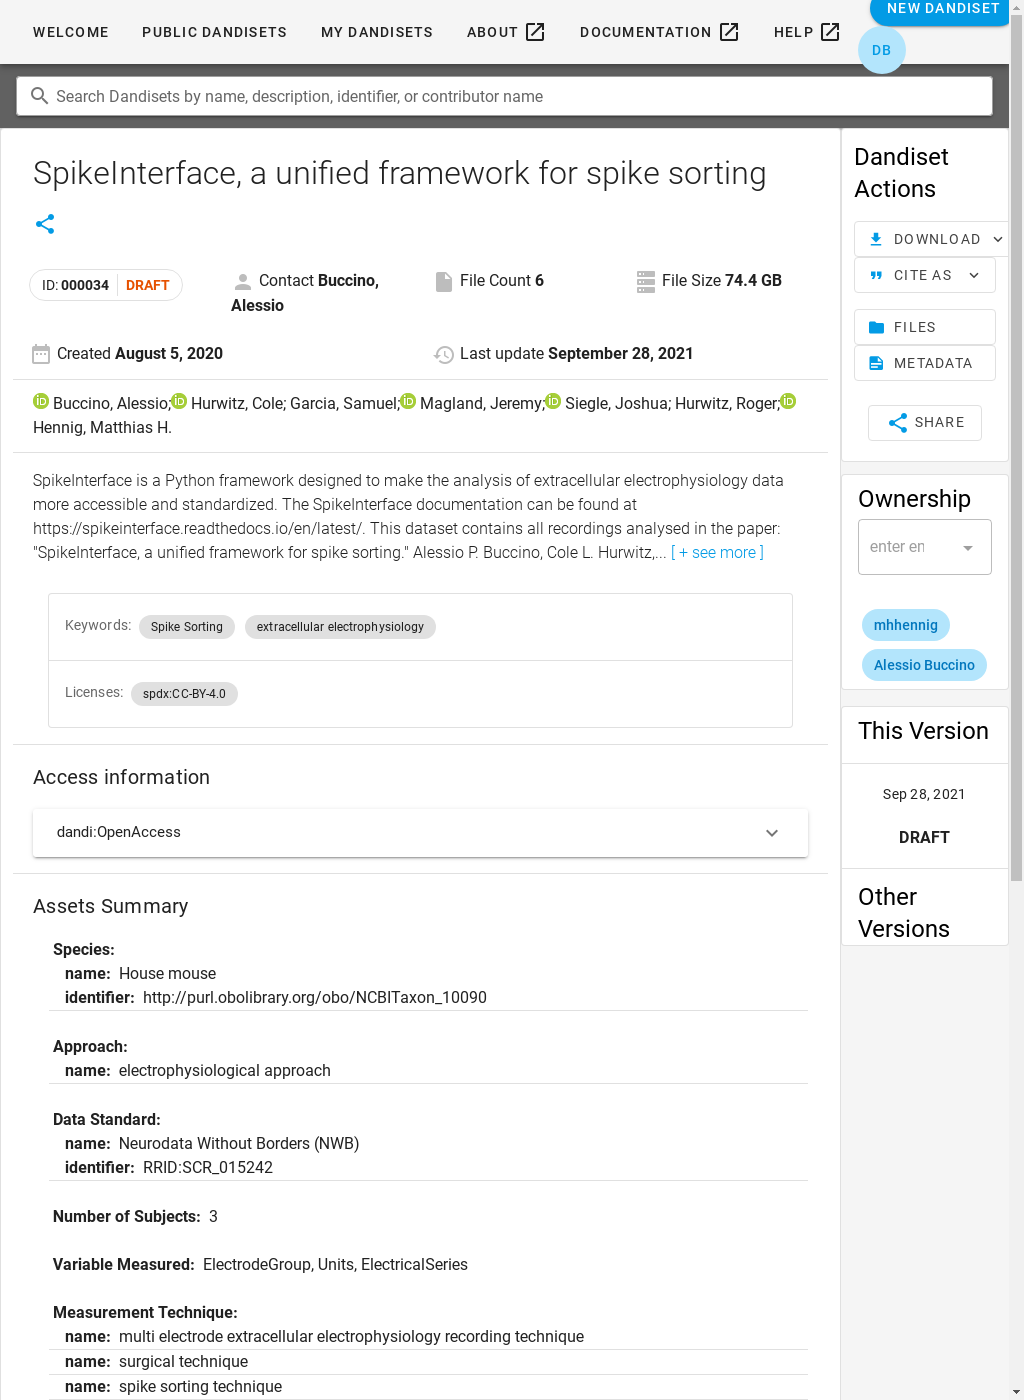 WELCOME PUBLIC DANDISETS MY DANDISETS ABOUT DOCUMENTATION HELP NEW DANDISET
DB
Search Dandisets by name, description, identifier, or contributor name
SpikeInterface, a unified framework for spike sorting
ID: 000034 DRAFT
Contact Buccino, Alessio
File Count 6
File Size 74.4 GB
Created August 5, 2020
Last update September 28, 2021
iD Buccino, Alessio; iD Hurwitz, Cole; Garcia, Samuel; iD Magland, Jeremy; iD Siegle, Joshua; Hurwitz, Roger; iD
Hennig, Matthias H.
SpikeInterface is a Python framework designed to make the analysis of extracellular electrophysiology data
more accessible and standardized. The SpikeInterface documentation can be found at
https://spikeinterface.readthedocs.io/en/latest/. This dataset contains all recordings analysed in the paper:
"SpikeInterface, a unified framework for spike sorting." Alessio P. Buccino, Cole L. Hurwitz,... [ + see more ]
Keywords: Spike Sorting extracellular electrophysiology
Licenses: spdx:CC-BY-4.0
Access information
dandi:OpenAccess
Assets Summary
Species:
name: House mouse
identifier: http://purl.obolibrary.org/obo/NCBITaxon_10090
Approach:
name: electrophysiological approach
Data Standard:
name: Neurodata Without Borders (NWB)
identifier: RRID:SCR_015242
Number of Subjects: 3
Variable Measured: ElectrodeGroup, Units, ElectricalSeries
Measurement Technique:
name: multi electrode extracellular electrophysiology recording technique
name: surgical technique
name: spike sorting technique
Dandiset
Actions
DOWNLOAD
CITE AS
FILES
METADATA
SHARE
Ownership
enter en
mhhennig
Alessio Buccino
This Version
Sep 28, 2021
DRAFT
Other
Versions